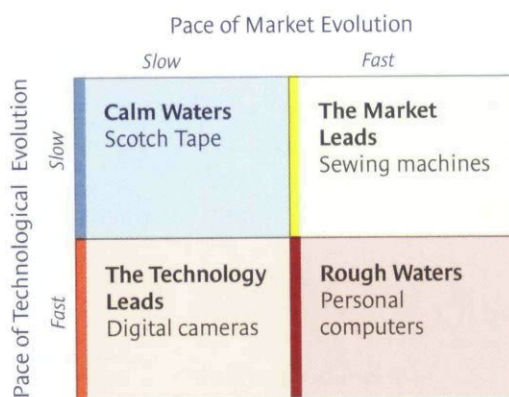 Pace of Market Evolution
Slow
Fast
Pace of Technological Evolution
Slow
Calm Waters
Scotch Tape
The Market
Leads
Sewing machines
Fast
The Technology
Leads
Digital cameras
Rough Waters
Personal
computers